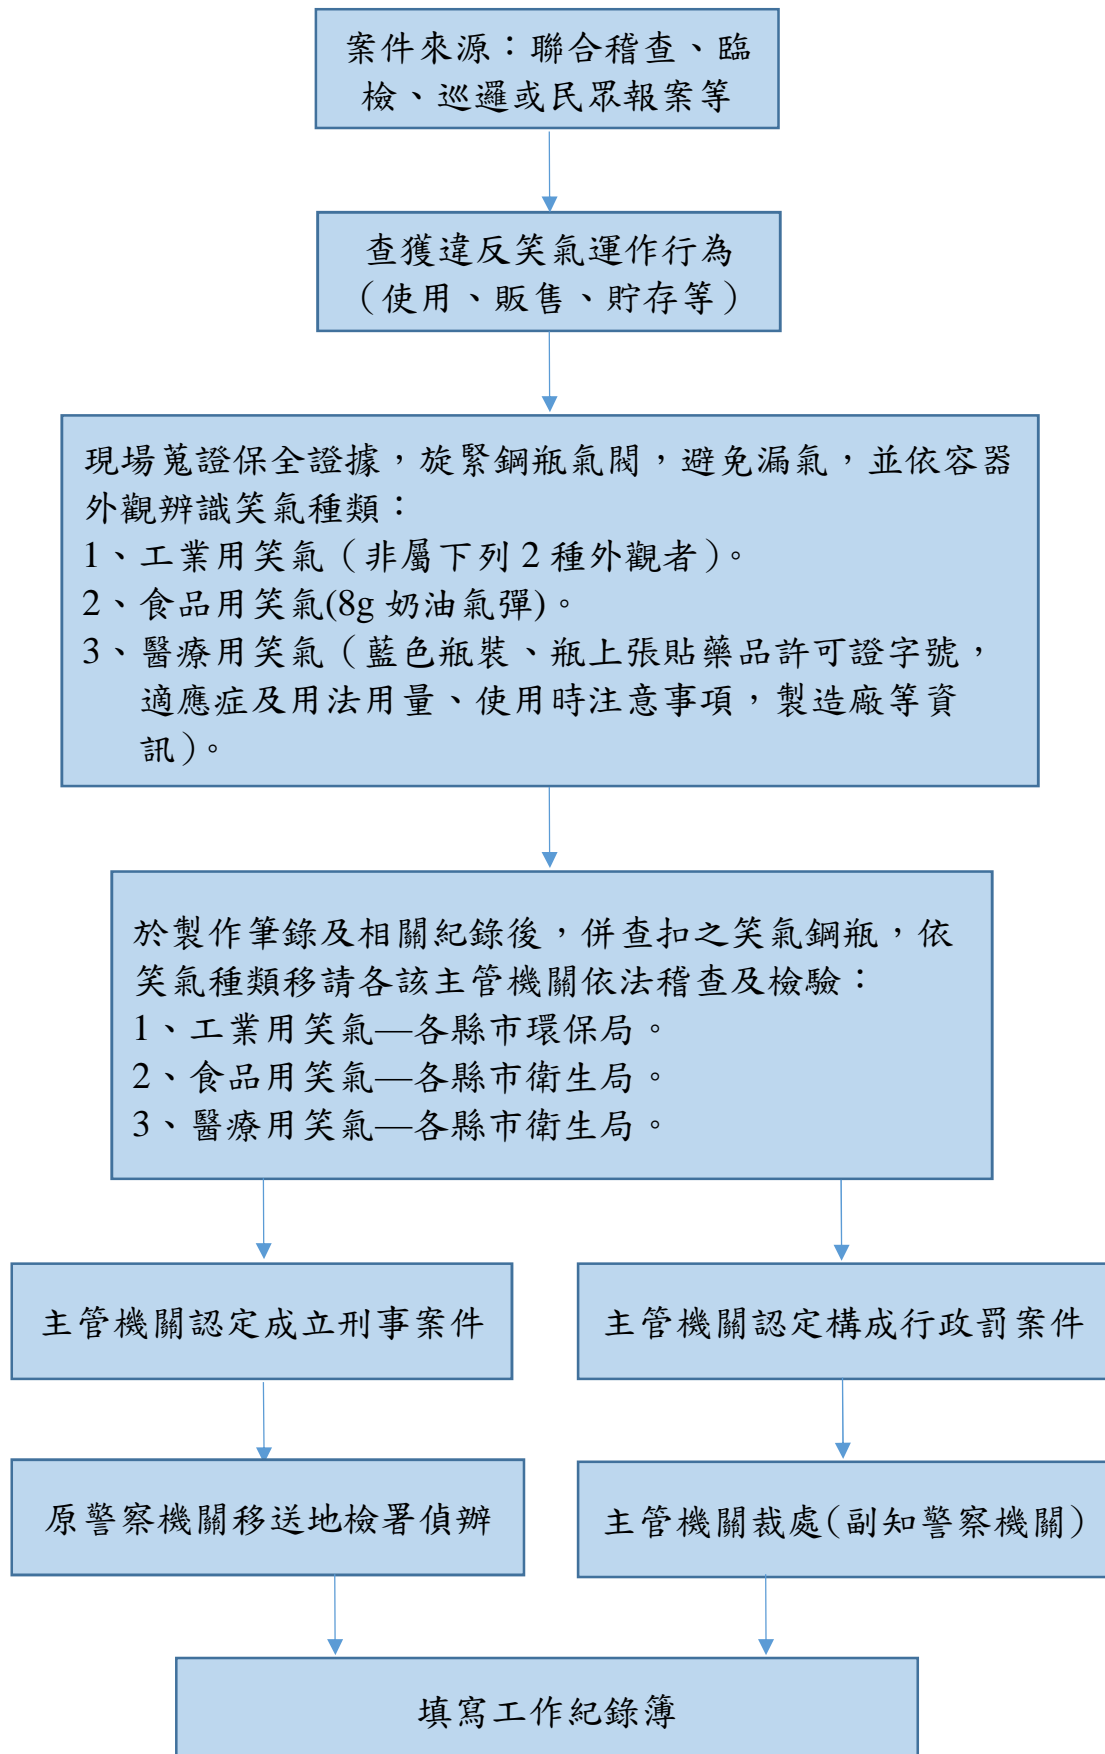 案件來源：聯合稽查、臨
檢、巡邏或民眾報案等
查獲違反笑氣運作行為
（使用、販售、貯存等）
現場蒐證保全證據，旋緊鋼瓶氣閥，避免漏氣，並依容器
外觀辨識笑氣種類：
1、工業用笑氣（非屬下列 2 種外觀者）。
2、食品用笑氣(8g 奶油氣彈)。
3、醫療用笑氣（藍色瓶裝、瓶上張貼藥品許可證字號，
適應症及用法用量、使用時注意事項，製造廠等資
訊）。
於製作筆錄及相關紀錄後，併查扣之笑氣鋼瓶，依
笑氣種類移請各該主管機關依法稽查及檢驗：
1、工業用笑氣—各縣市環保局。
2、食品用笑氣—各縣市衛生局。
3、醫療用笑氣—各縣市衛生局。
主管機關認定成立刑事案件
主管機關認定構成行政罰案件
原警察機關移送地檢署偵辦
主管機關裁處(副知警察機關）
填寫工作紀錄簿